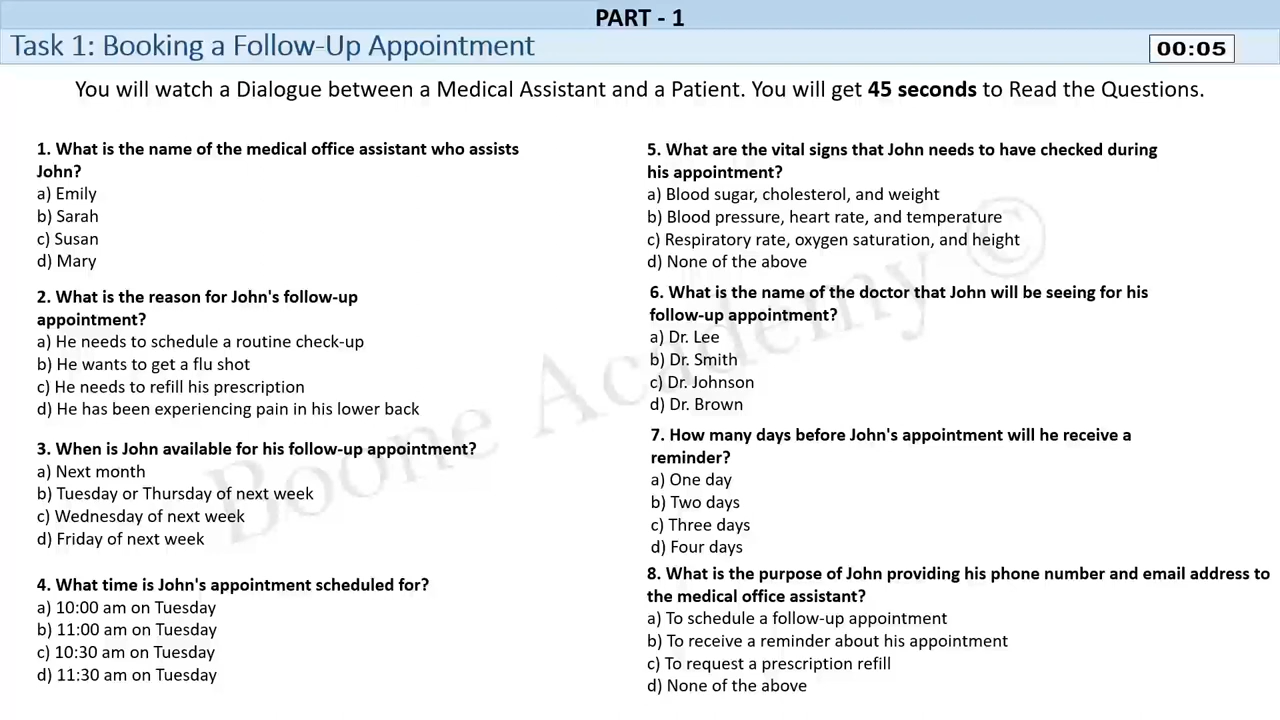 PART - 1
Task 1: Booking a Follow-Up Appointment
00:05
You will watch a Dialogue between a Medical Assistant and a Patient. You will get 45 seconds to Read the Questions.
1. What is the name of the medical office assistant who assists
John?
a) Emily
b) Sarah
c) Susan
d) Mary
2. What is the reason for John's follow-up
appointment?
a) He needs to schedule a routine check-up
b) He wants to get a flu shot
c) He needs to refill his prescription
d) He has been experiencing pain in his lower back
3. When is John available for his follow-up appointment?
a) Next month
b) Tuesday or Thursday of next week
c) Wednesday of next week
d) Friday of next week
4. What time is John's appointment scheduled for?
a) 10:00 am on Tuesday
b) 11:00 am on Tuesday
c) 10:30 am on Tuesday
d) 11:30 am on Tuesday
5. What are the vital signs that John needs to have checked during
his appointment?
a) Blood sugar, cholesterol, and weight
b) Blood pressure, heart rate, and temperature
c) Respiratory rate, oxygen saturation, and height
d) None of the above
6. What is the name of the doctor that John will be seeing for his
follow-up appointment?
a) Dr. Lee
b) Dr. Smith
c) Dr. Johnson
d) Dr. Brown
7. How many days before John's appointment will he receive a
reminder?
a) One day
b) Two days
c) Three days
d) Four days
8. What is the purpose of John providing his phone number and email address to
the medical office assistant?
a) To schedule a follow-up appointment
b) To receive a reminder about his appointment
c) To request a prescription refill
d) None of the above
Boone Academy ©